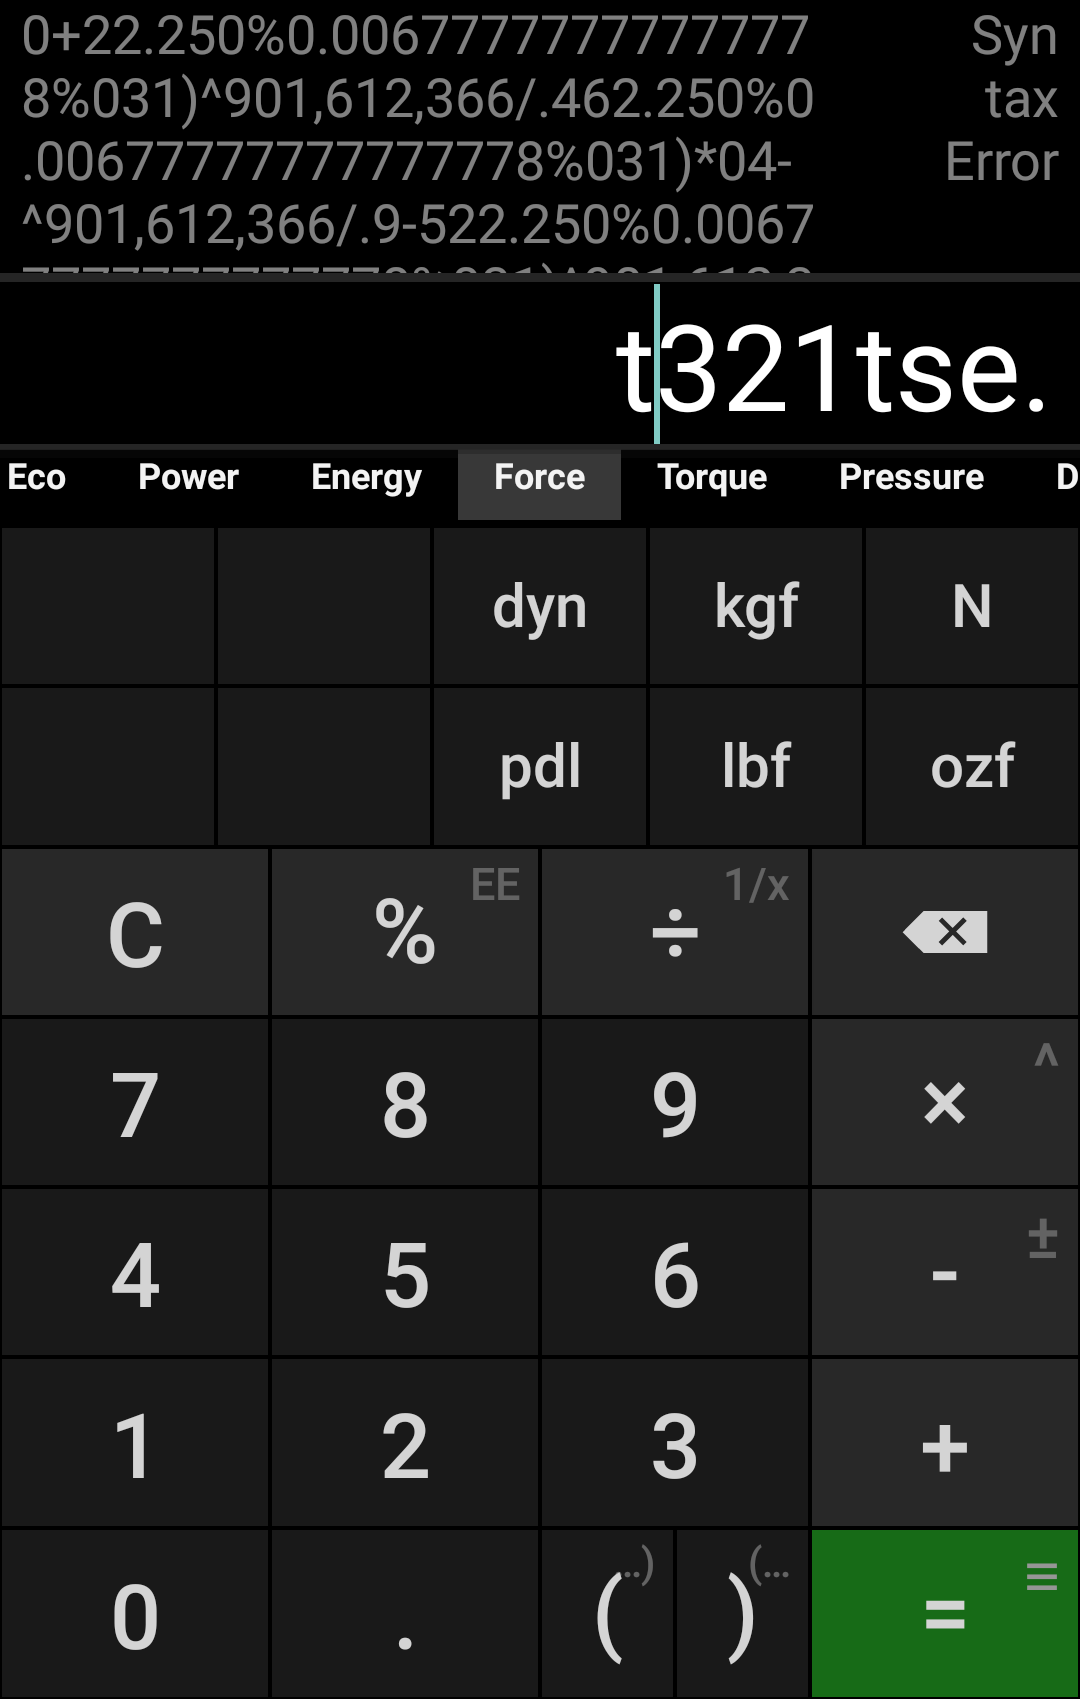 0+22.250%0.0067777777777777 Syn
8%031)^901,612,366/.462.250%0 tax
.0067777777777778%031)*04- Error
^901,612,366/.9-522.250%0.0067
t321tse.
Eco Power Energy Force Torque Pressure D
dyn kgf N
pdl lbf ozf
C % EE ÷ 1/x
7 8 9 × ^
4 5 6 - ±
1 2 3 +
0 . ( ..) ) (... = ≡